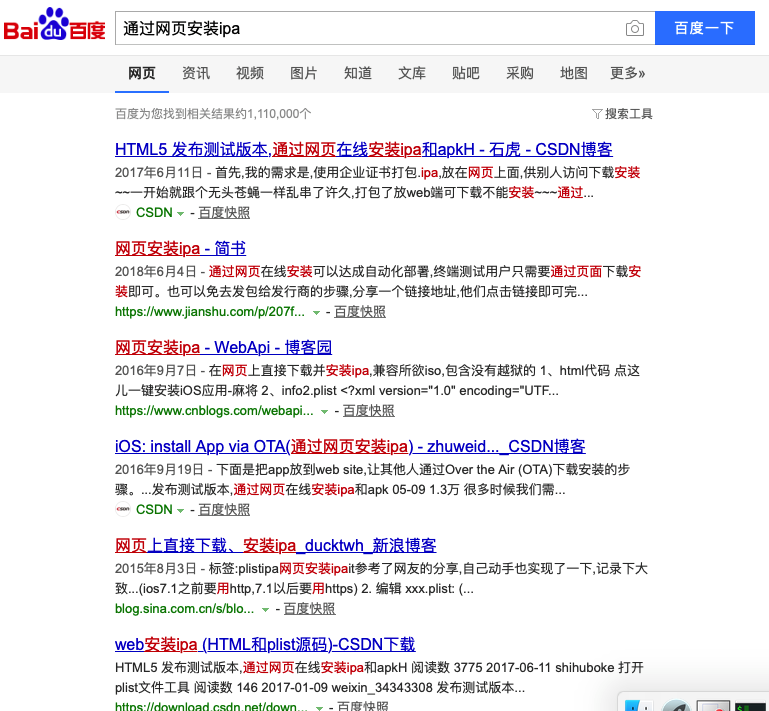 Bai du 百度
通过网页安装ipa
百度一下
网页 资讯 视频 图片 知道 文库 贴吧 采购 地图 更多»
百度为您找到相关结果约1,110,000个
搜索工具
HTML5 发布测试版本,通过网页在线安装ipa和apkH - 石虎 - CSDN博客
2017年6月11日 - 首先,我的需求是,使用企业证书打包.ipa,放在网页上面,供别人访问下载安装
~~一开始就跟个无头苍蝇一样乱串了许久,打包了放web端可下载不能安装~~~通过...
CSDN CSDN - 百度快照
网页安装ipa - 简书
2018年6月4日 - 通过网页在线安装可以达成自动化部署,终端测试用户只需要通过页面下载安
装即可。也可以免去发包给发行商的步骤,分享一个链接地址,他们点击链接即可完...
https://www.jianshu.com/p/207f... - 百度快照
网页安装ipa - WebApi - 博客园
2016年9月7日 - 在网页上直接下载并安装ipa,兼容所欲iso,包含没有越狱的 1、html代码 点这
儿一键安装iOS应用-麻将 2、info2.plist <?xml version="1.0" encoding="UTF...
https://www.cnblogs.com/webapi... - 百度快照
iOS: install App via OTA(通过网页安装ipa) - zhuweid..._CSDN博客
2016年9月19日 - 下面是把app放到web site,让其他人通过Over the Air (OTA)下载安装的步
骤。...发布测试版本,通过网页在线安装ipa和apk 05-09 1.3万 很多时候我们需...
CSDN CSDN - 百度快照
网页上直接下载、安装ipa_ducktwh_新浪博客
2015年8月3日 - 标签:plistipa网页安装ipait参考了网友的分享,自己动手也实现了一下,记录下大
致...(ios7.1之前要用http,7.1以后要用https) 2. 编辑 xxx.plist: (...
blog.sina.com.cn/s/blo... - 百度快照
web安装ipa (HTML和plist源码)-CSDN下载
HTML5 发布测试版本,通过网页在线安装ipa和apkH 阅读数 3775 2017-06-11 shihuboke 打开
plist文件工具 阅读数 146 2017-01-09 weixin_34343308 发布测试版本...
https://download.csdn.net/down... - 百度快照